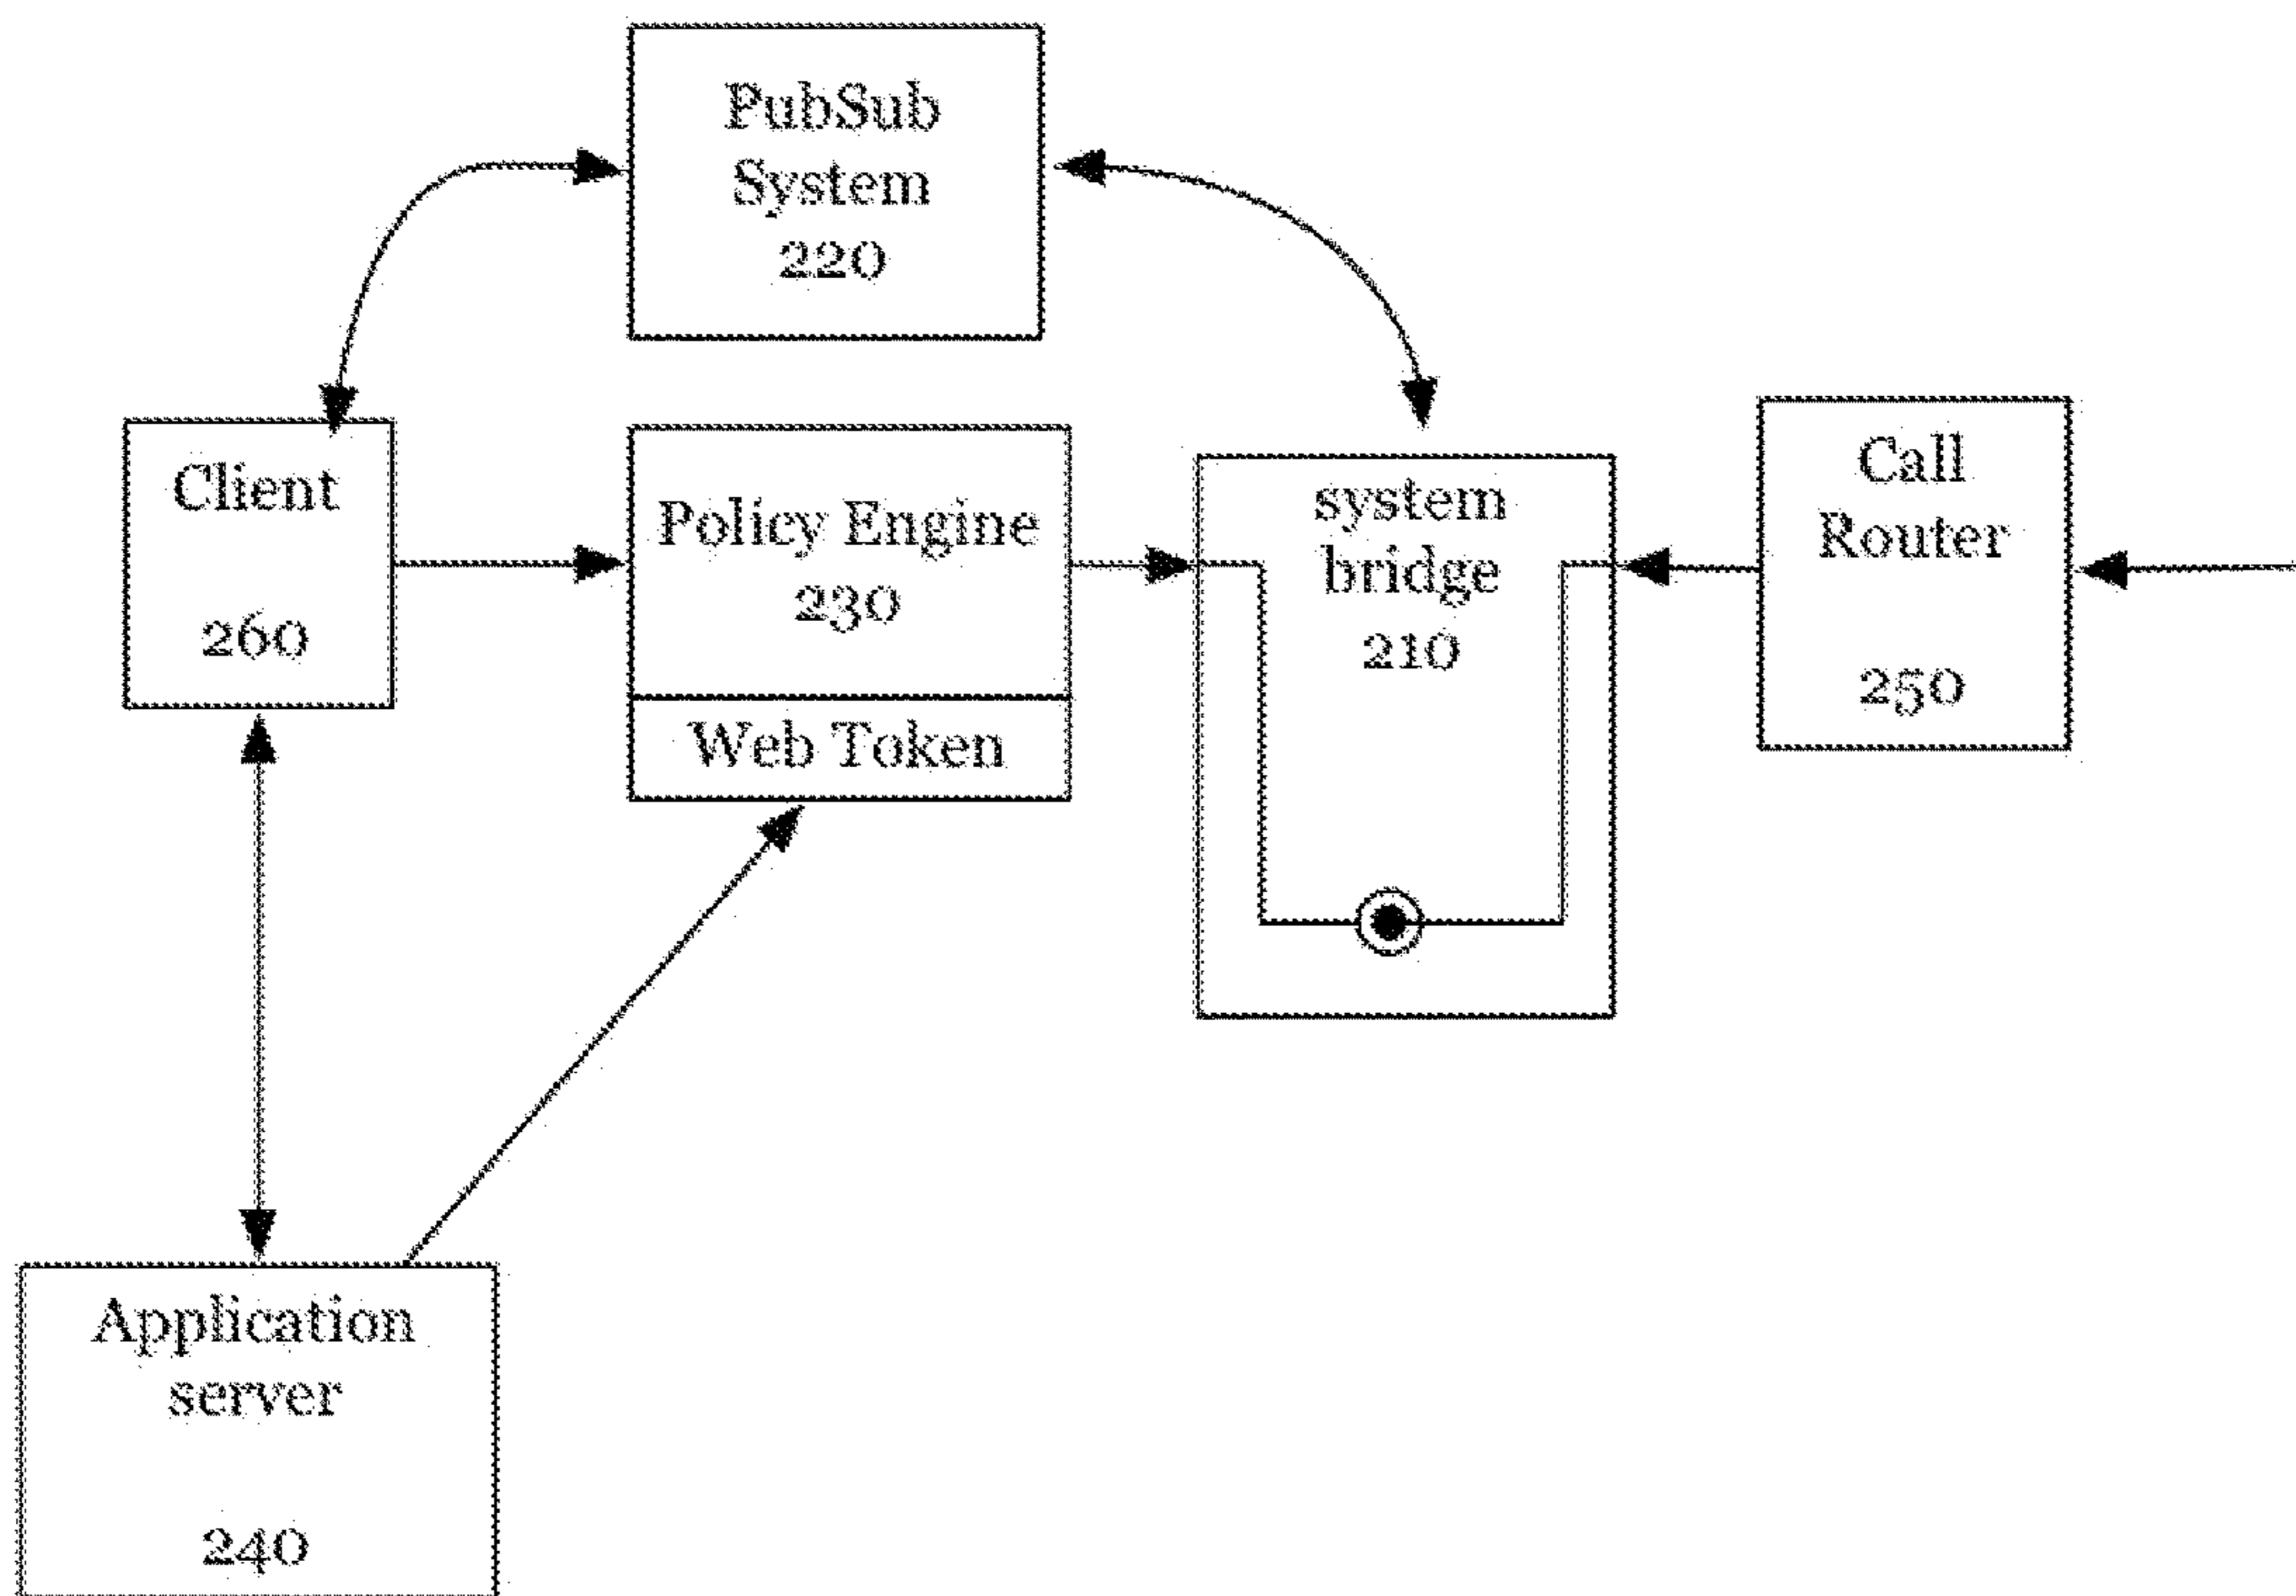 PubSub
System
220
Client
260
Policy Engine
230
Web Token
system
bridge
210
Call
Router
250
Application
server
240